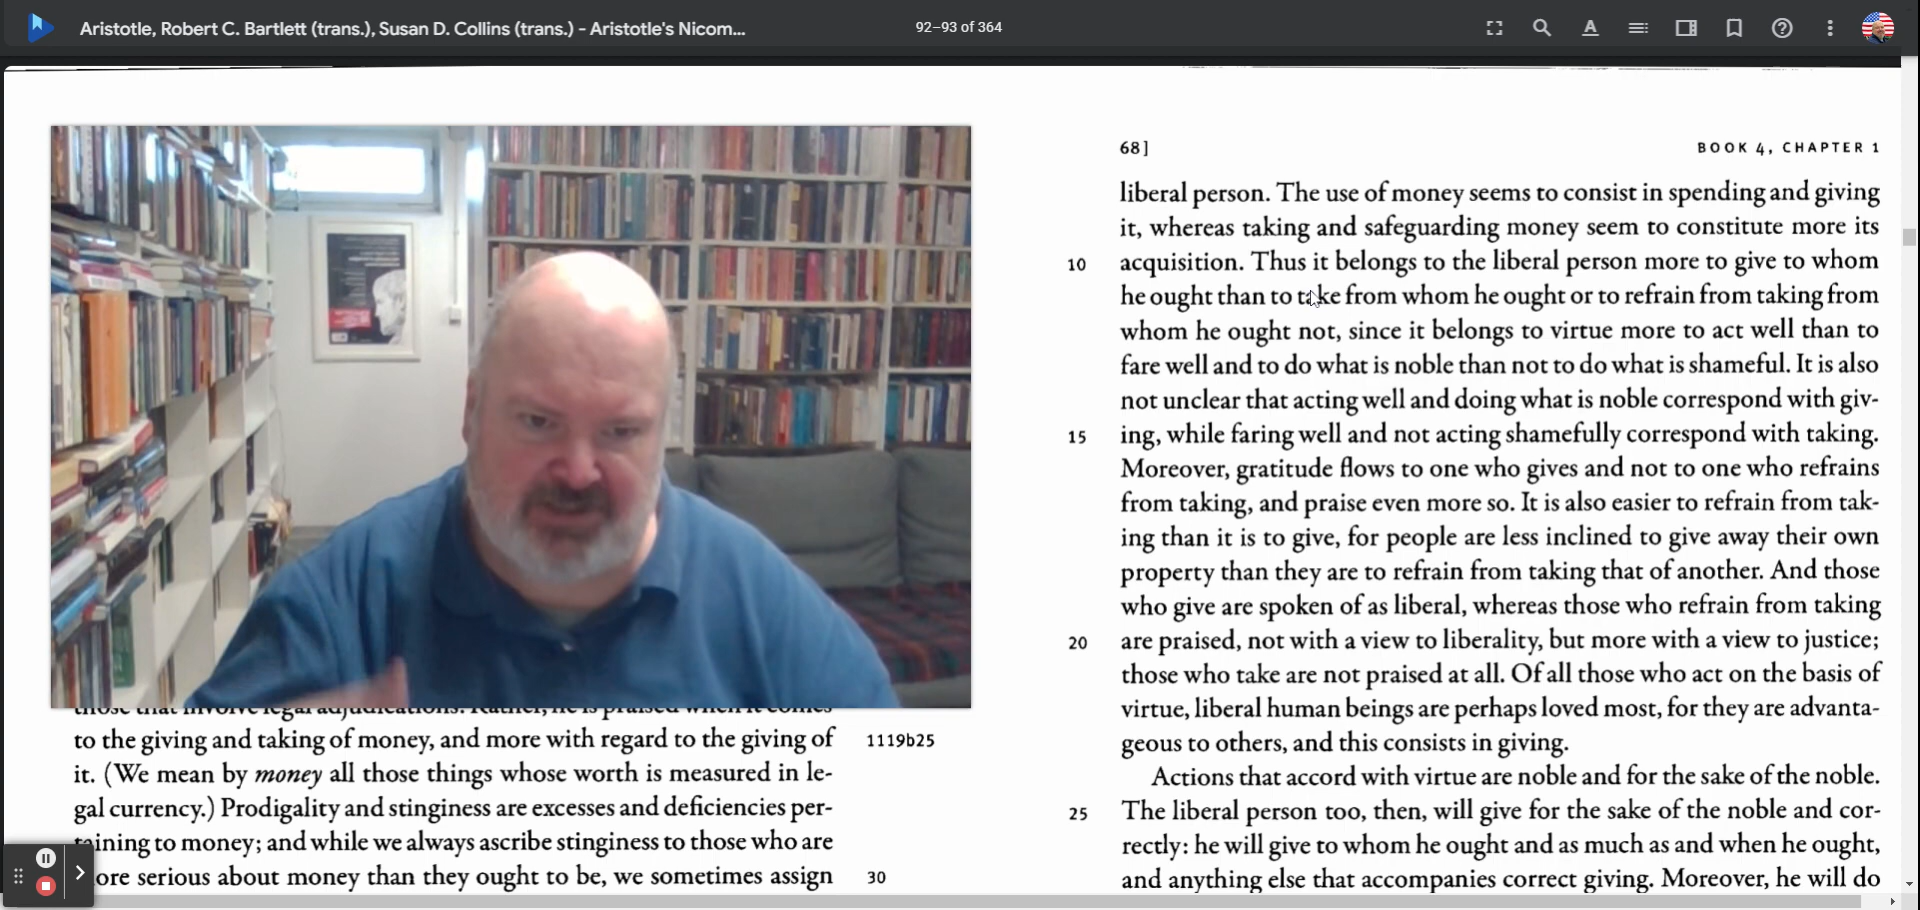 Aristotle, Robert C. Bartlett (trans.), Susan D. Collins (trans.) - Aristotle's Nicom...
92–93 of 364
those that involve legal adjudications. Rather, he is praised when it comes
to the giving and taking of money, and more with regard to the giving of
1119b25
it. (We mean by money all those things whose worth is measured in le-
gal currency.) Prodigality and stinginess are excesses and deficiencies per-
taining to money; and while we always ascribe stinginess to those who are
more serious about money than they ought to be, we sometimes assign
30
68]
BOOK 4, CHAPTER 1
liberal person. The use of money seems to consist in spending and giving
it, whereas taking and safeguarding money seem to constitute more its
10 acquisition. Thus it belongs to the liberal person more to give to whom
he ought than to take from whom he ought or to refrain from taking from
whom he ought not, since it belongs to virtue more to act well than to
fare well and to do what is noble than not to do what is shameful. It is also
not unclear that acting well and doing what is noble correspond with giv-
15 ing, while faring well and not acting shamefully correspond with taking.
Moreover, gratitude flows to one who gives and not to one who refrains
from taking, and praise even more so. It is also easier to refrain from tak-
ing than it is to give, for people are less inclined to give away their own
property than they are to refrain from taking that of another. And those
who give are spoken of as liberal, whereas those who refrain from taking
20 are praised, not with a view to liberality, but more with a view to justice;
those who take are not praised at all. Of all those who act on the basis of
virtue, liberal human beings are perhaps loved most, for they are advanta-
geous to others, and this consists in giving.
Actions that accord with virtue are noble and for the sake of the noble.
25 The liberal person too, then, will give for the sake of the noble and cor-
rectly: he will give to whom he ought and as much as and when he ought,
and anything else that accompanies correct giving. Moreover, he will do